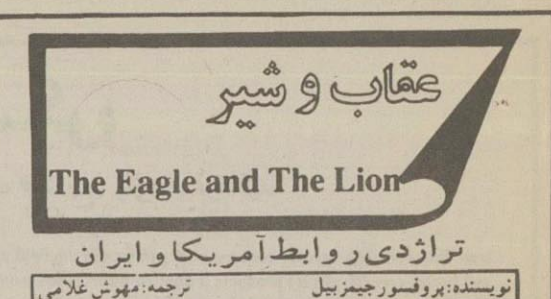 عقاب و شیر
The Eagle and The Lion
تراژدی روابط آمریکا و ایران
نویسنده: پروفسور جیمز بیل ترجمه: مهوش غلامی